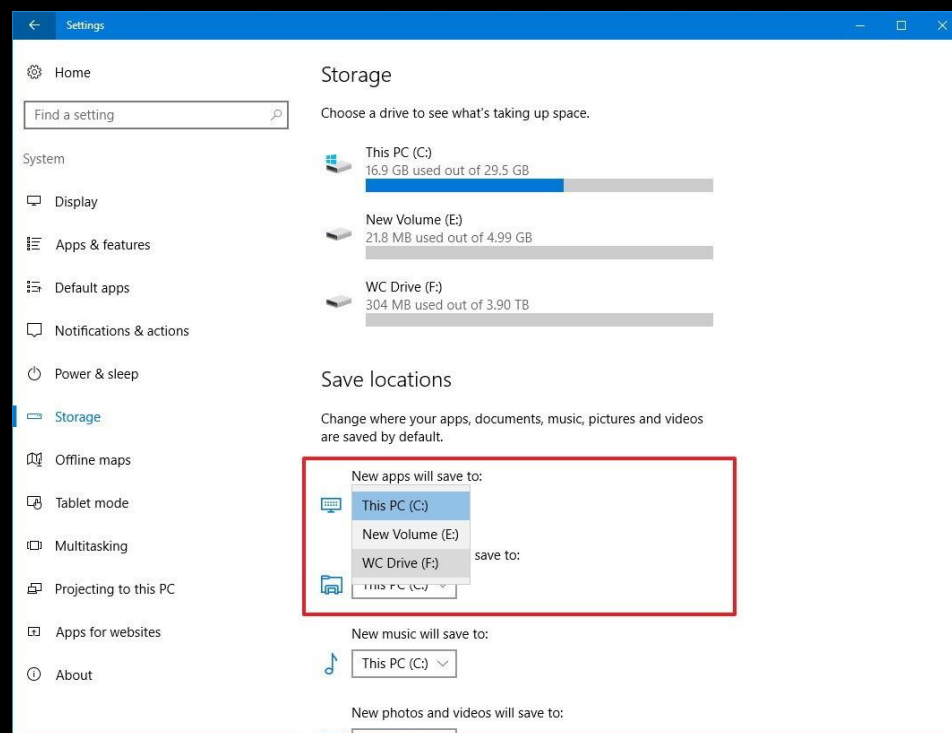 Settings
Home
Find a setting
System
Display
Apps & features
Default apps
Notifications & actions
Power & sleep
Storage
Offline maps
Tablet mode
Multitasking
Projecting to this PC
Apps for websites
About
Storage
Choose a drive to see what's taking up space.
This PC (C:)
16.9 GB used out of 29.5 GB
New Volume (E:)
21.8 MB used out of 4.99 GB
WC Drive (F:)
304 MB used out of 3.90 TB
Save locations
Change where your apps, documents, music, pictures and videos
are saved by default.
New apps will save to:
This PC (C:)
New Volume (E:)
WC Drive (F:)
save to:
This PC (C:)
New music will save to:
This PC (C:)
New photos and videos will save to: